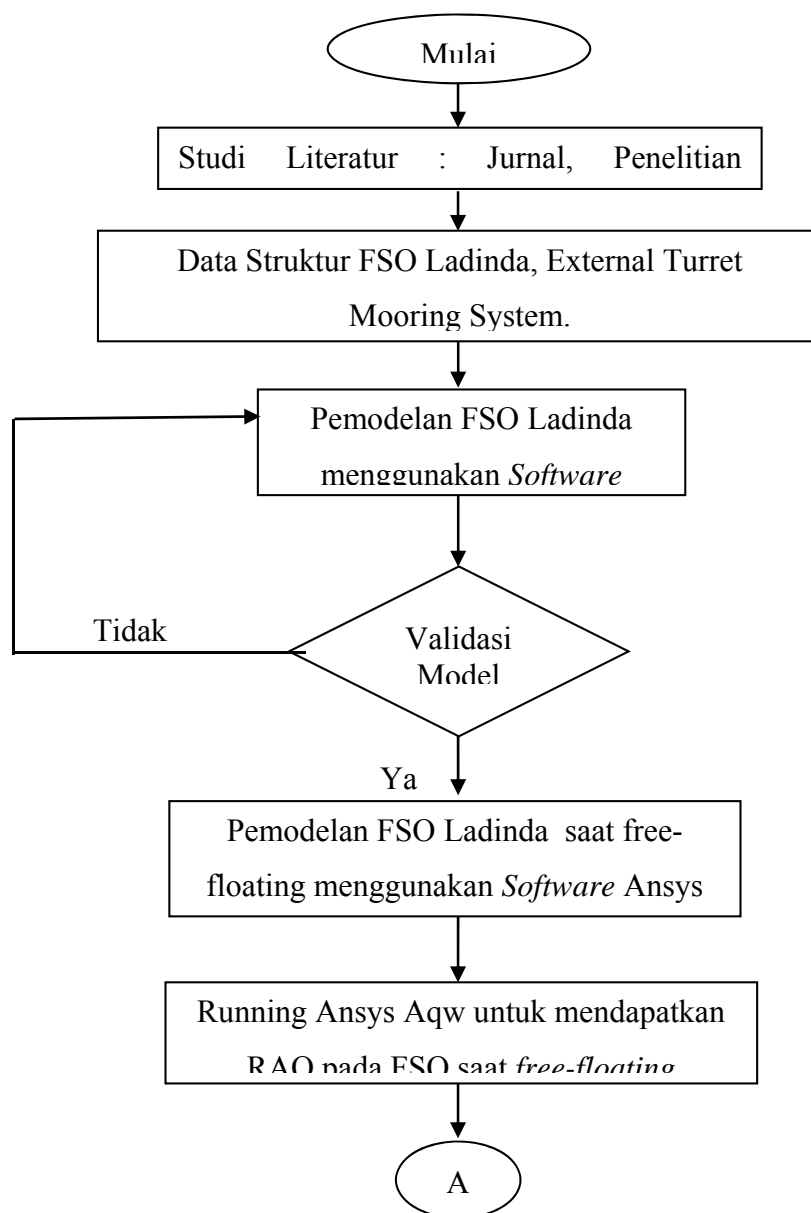 Mulai
Studi Literatur : Jurnal, Penelitian
Data Struktur FSO Ladinda, External Turret
Mooring System.
Pemodelan FSO Ladinda
menggunakan Software
Validasi
Model
Tidak
Ya
Pemodelan FSO Ladinda saat free-
floating menggunakan Software Ansys
Running Ansys Aqw untuk mendapatkan
RAO pada FSO saat free-floating
A